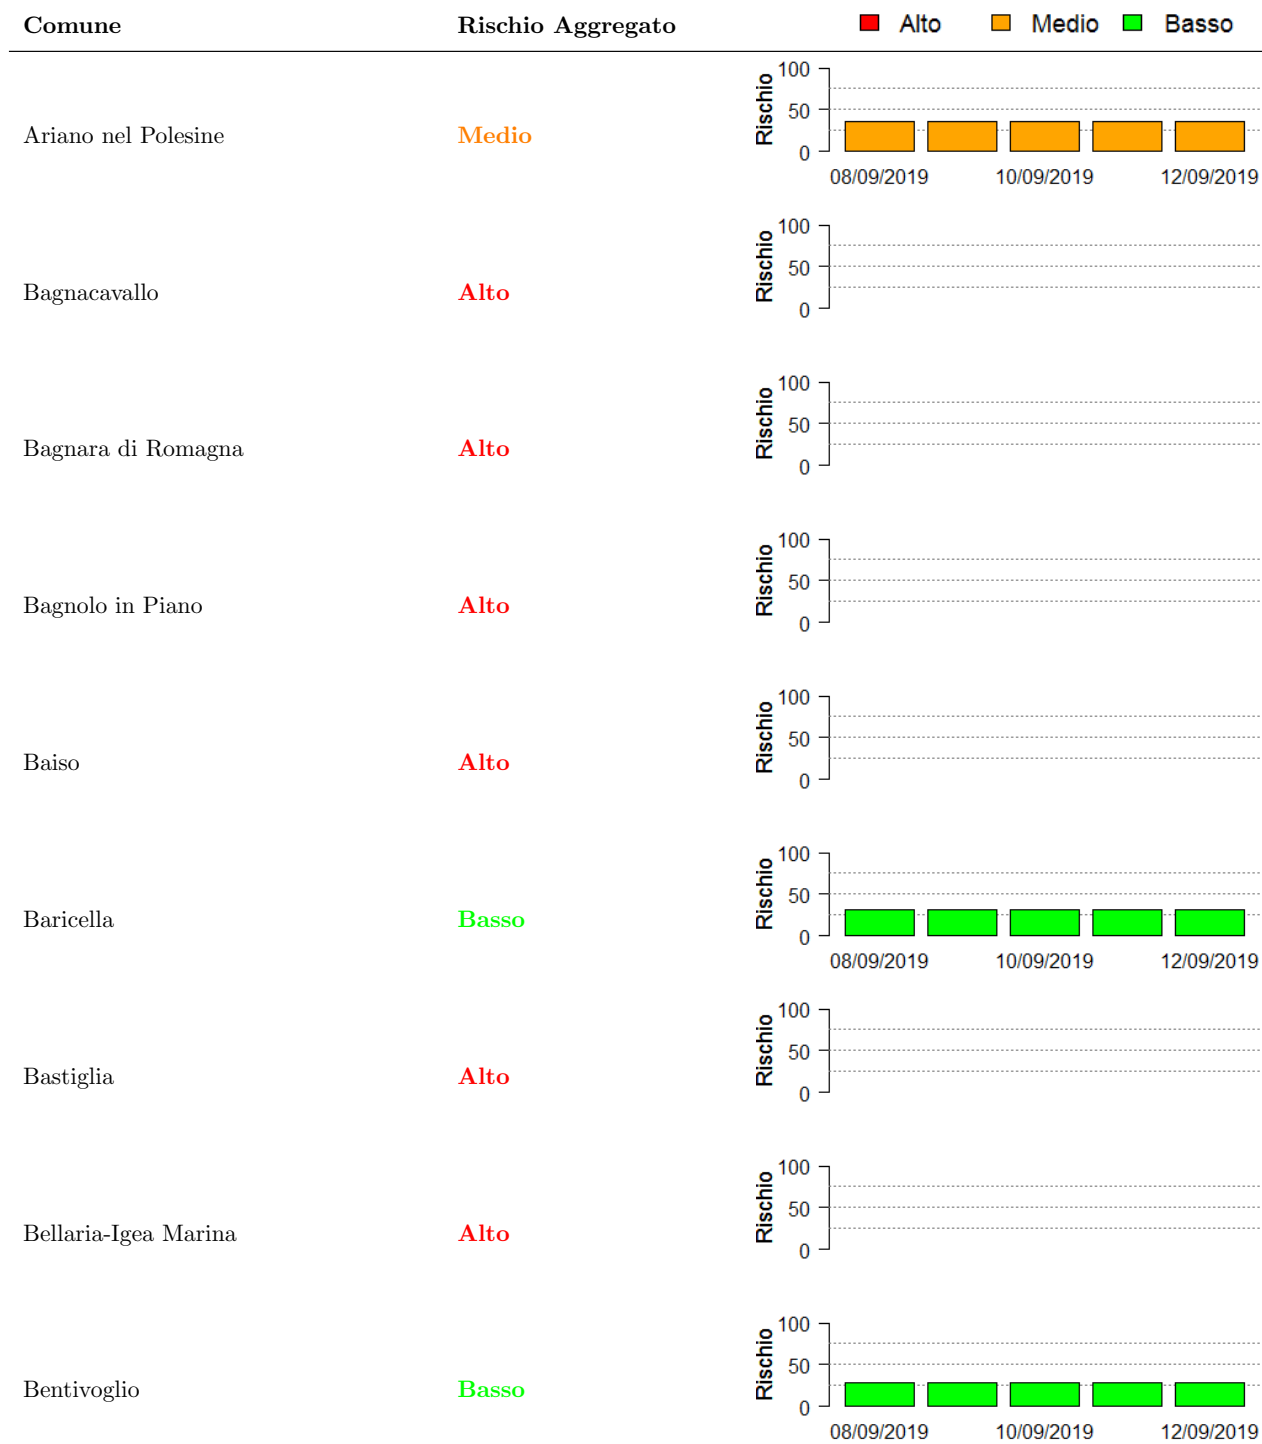 Comune Rischio Aggregato Alto Medio Basso
Ariano nel Polesine Medio Rischio 100 50 0
08/09/2019 10/09/2019 12/09/2019
Bagnacavallo Alto Rischio 100 50 0
Bagnara di Romagna Alto Rischio 100 50 0
Bagnolo in Piano Alto Rischio 100 50 0
Baiso Alto Rischio 100 50 0
Baricella Basso Rischio 100 50 0
08/09/2019 10/09/2019 12/09/2019
Bastiglia Alto Rischio 100 50 0
Bellaria-Igea Marina Alto Rischio 100 50 0
Bentivoglio Basso Rischio 100 50 0
08/09/2019 10/09/2019 12/09/2019